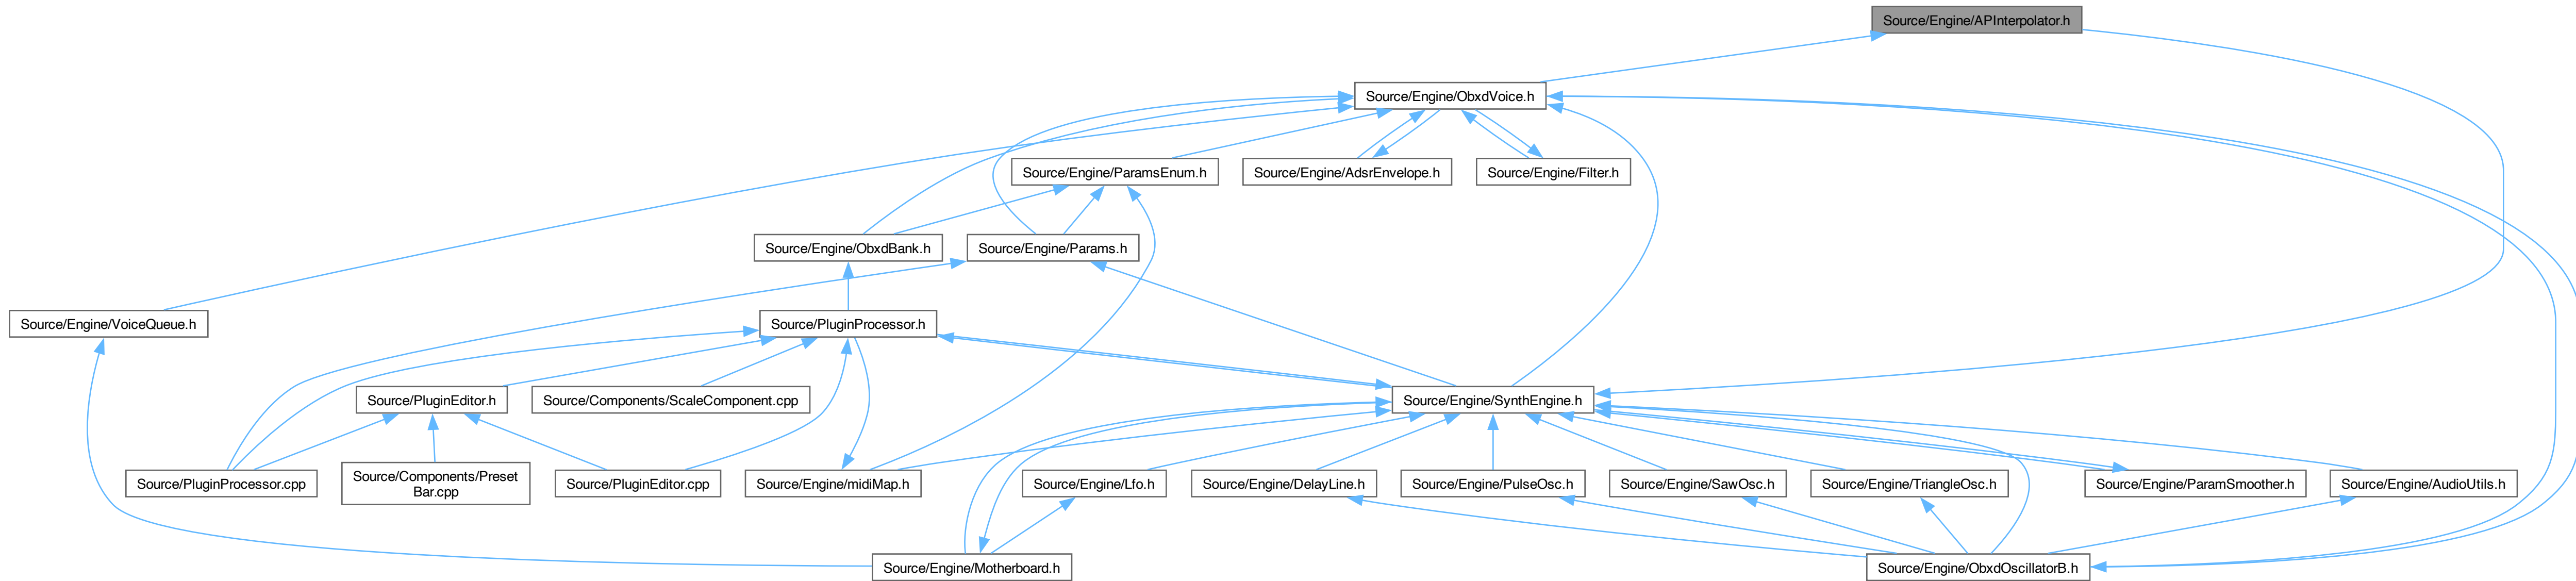 Source/Engine/APInterpolator.h
Source/Engine/ObxdVoice.h
Source/Engine/ParamsEnum.h
Source/Engine/AdsrEnvelope.h
Source/Engine/Filter.h
Source/Engine/ObxdBank.h
Source/Engine/Params.h
Source/Engine/VoiceQueue.h
Source/PluginProcessor.h
Source/PluginEditor.h
Source/Components/ScaleComponent.cpp
Source/Engine/SynthEngine.h
Source/PluginProcessor.cpp
Source/Components/Preset
Bar.cpp
Source/PluginEditor.cpp
Source/Engine/midiMap.h
Source/Engine/Lfo.h
Source/Engine/DelayLine.h
Source/Engine/PulseOsc.h
Source/Engine/SawOsc.h
Source/Engine/TriangleOsc.h
Source/Engine/ParamSmoother.h
Source/Engine/AudioUtils.h
Source/Engine/Motherboard.h
Source/Engine/ObxdOscillatorB.h